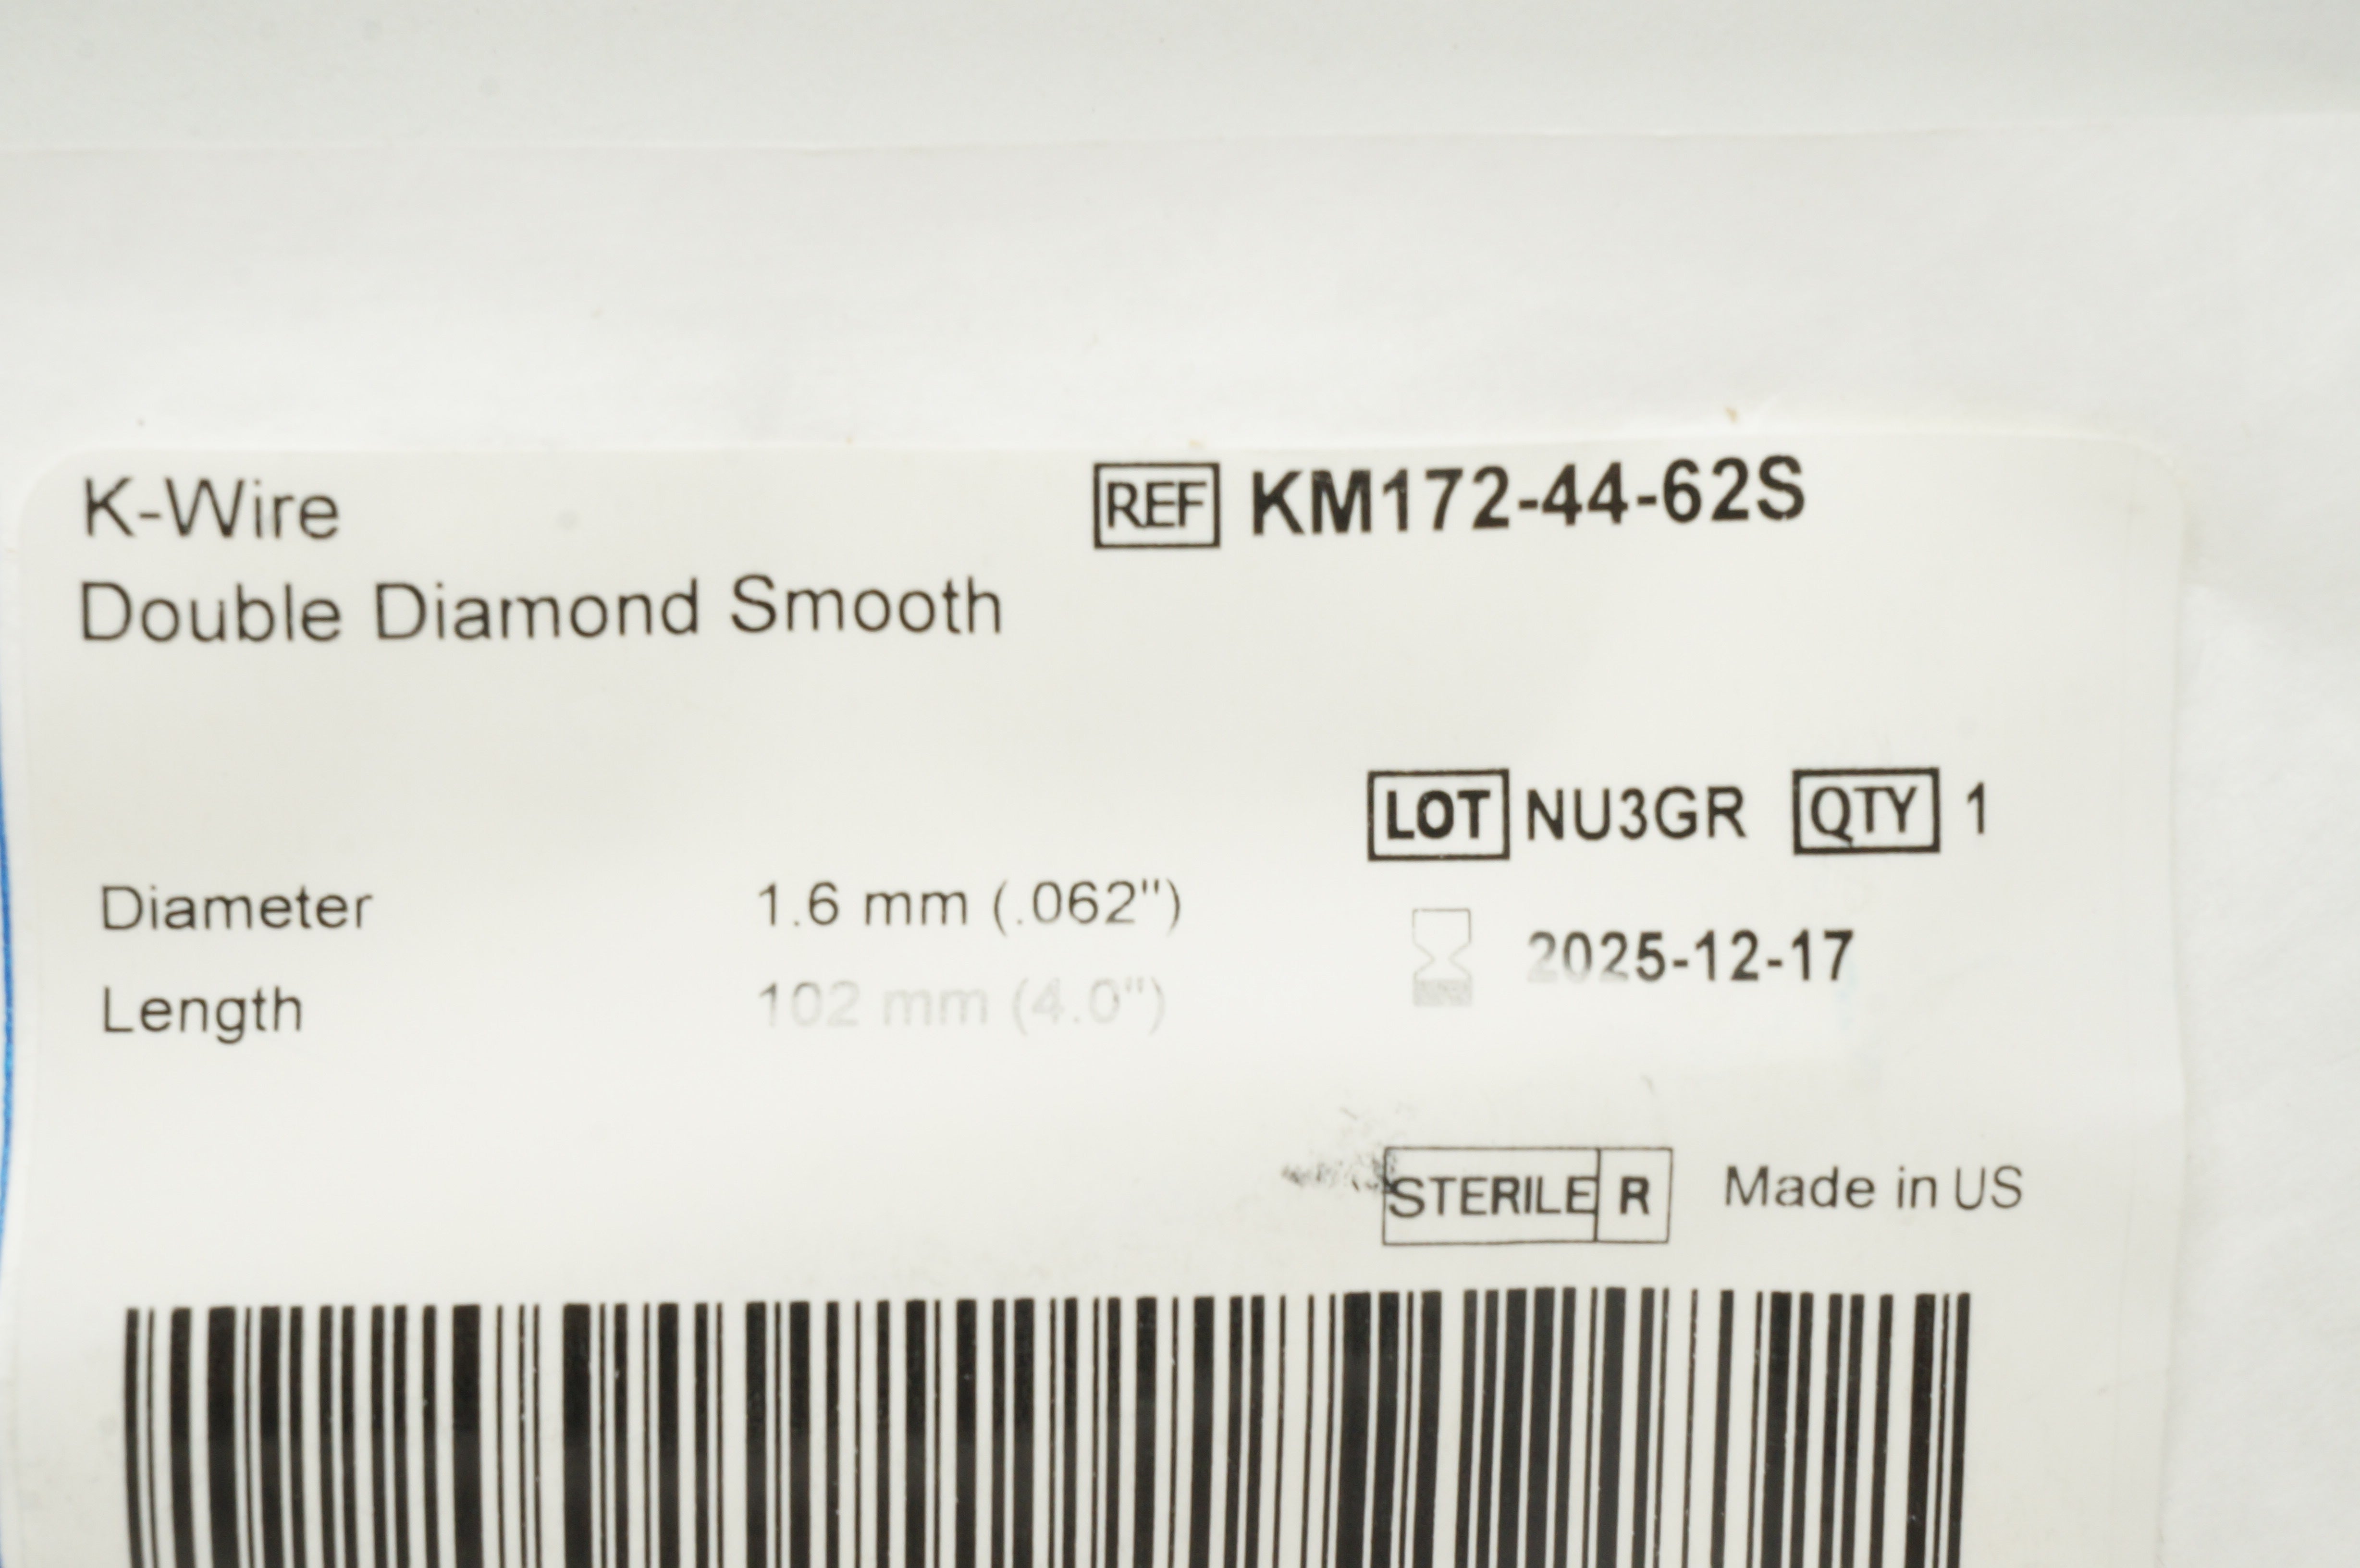 K-Wire
REF KM172-44-62S
Double Diamond Smooth
LOT NU3GR QTY 1
Diameter 1.6 mm (.062")
2025-12-17
Length 102 mm (4.0")
STERILE R Made in US